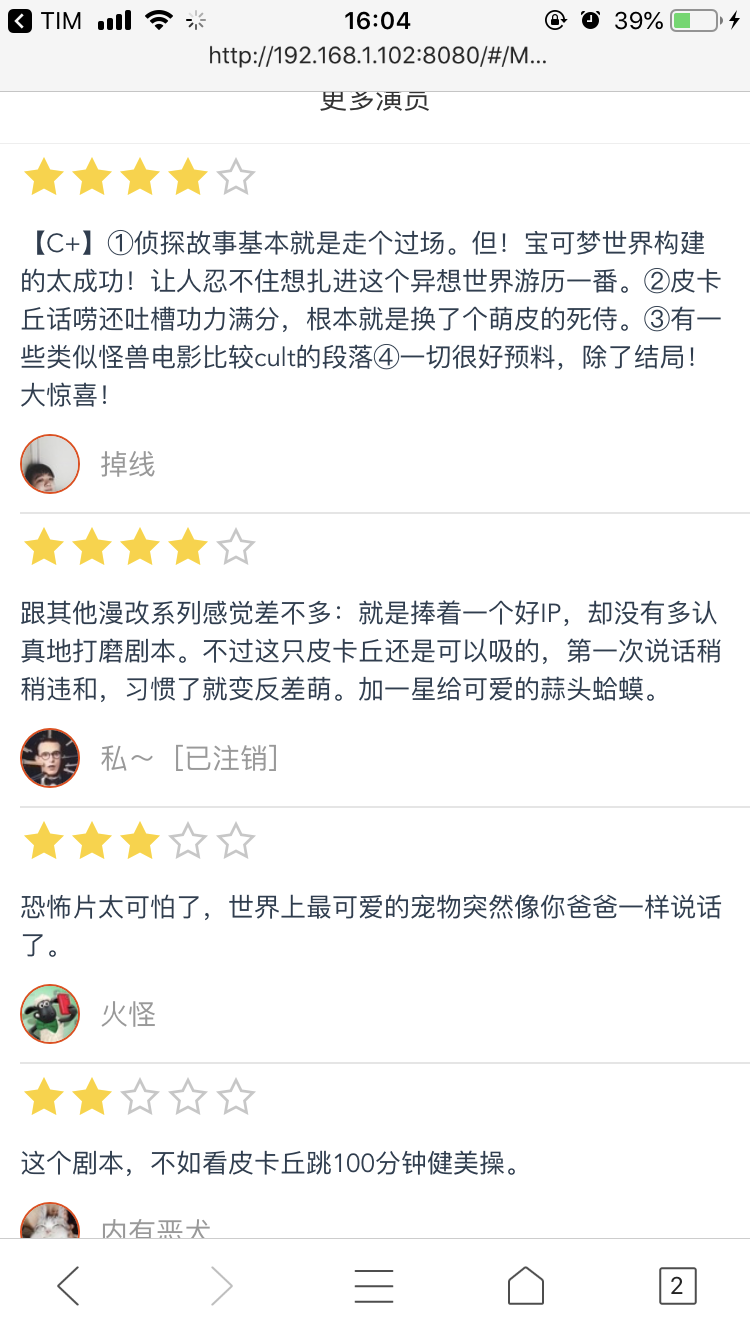 TIM
16:04
39%
http://192.168.1.102:8080/#/M...
更多演员
【C+】①侦探故事基本就是走个过场。但！宝可梦世界构建
的太成功！让人忍不住想扎进这个异想世界游历一番。②皮卡
丘话唠还吐槽功力满分，根本就是换了个萌皮的死侍。③有一
些类似怪兽电影比较cult的段落④一切很好预料，除了结局！
大惊喜！
掉线
跟其他漫改系列感觉差不多：就是捧着一个好IP，却没有多认
真地打磨剧本。不过这只皮卡丘还是可以吸的，第一次说话稍
稍违和，习惯了就变反差萌。加一星给可爱的蒜头蛤蟆。
私～［已注销］
恐怖片太可怕了，世界上最可爱的宠物突然像你爸爸一样说话
了。
火怪
这个剧本，不如看皮卡丘跳100分钟健美操。
内有恶犬
2